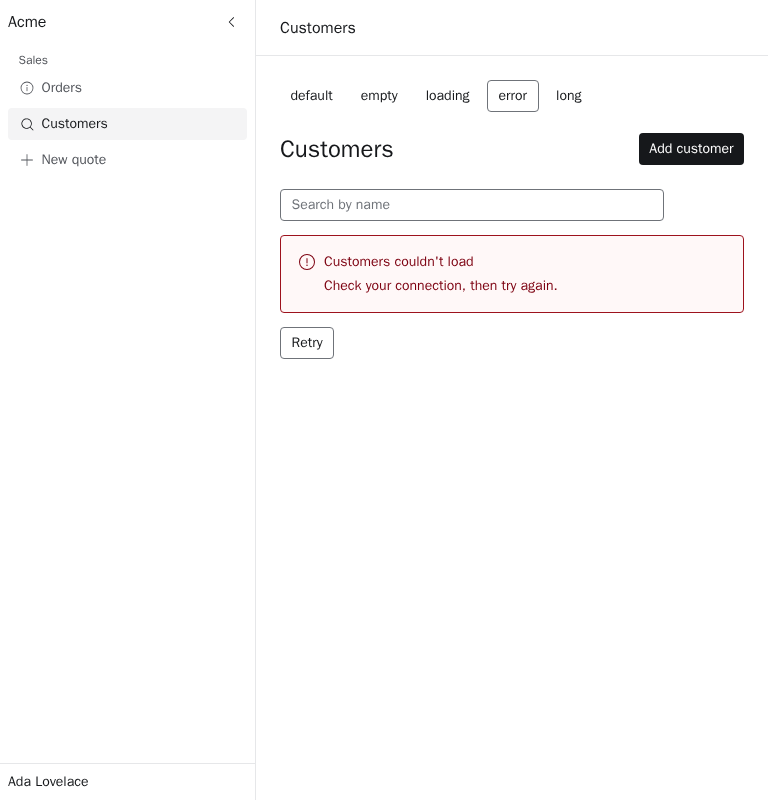 Acme
Sales
Orders
Customers
New quote
Ada Lovelace
Customers
default empty loading error long
Customers
Add customer
Search by name
Customers couldn't load
Check your connection, then try again.
Retry